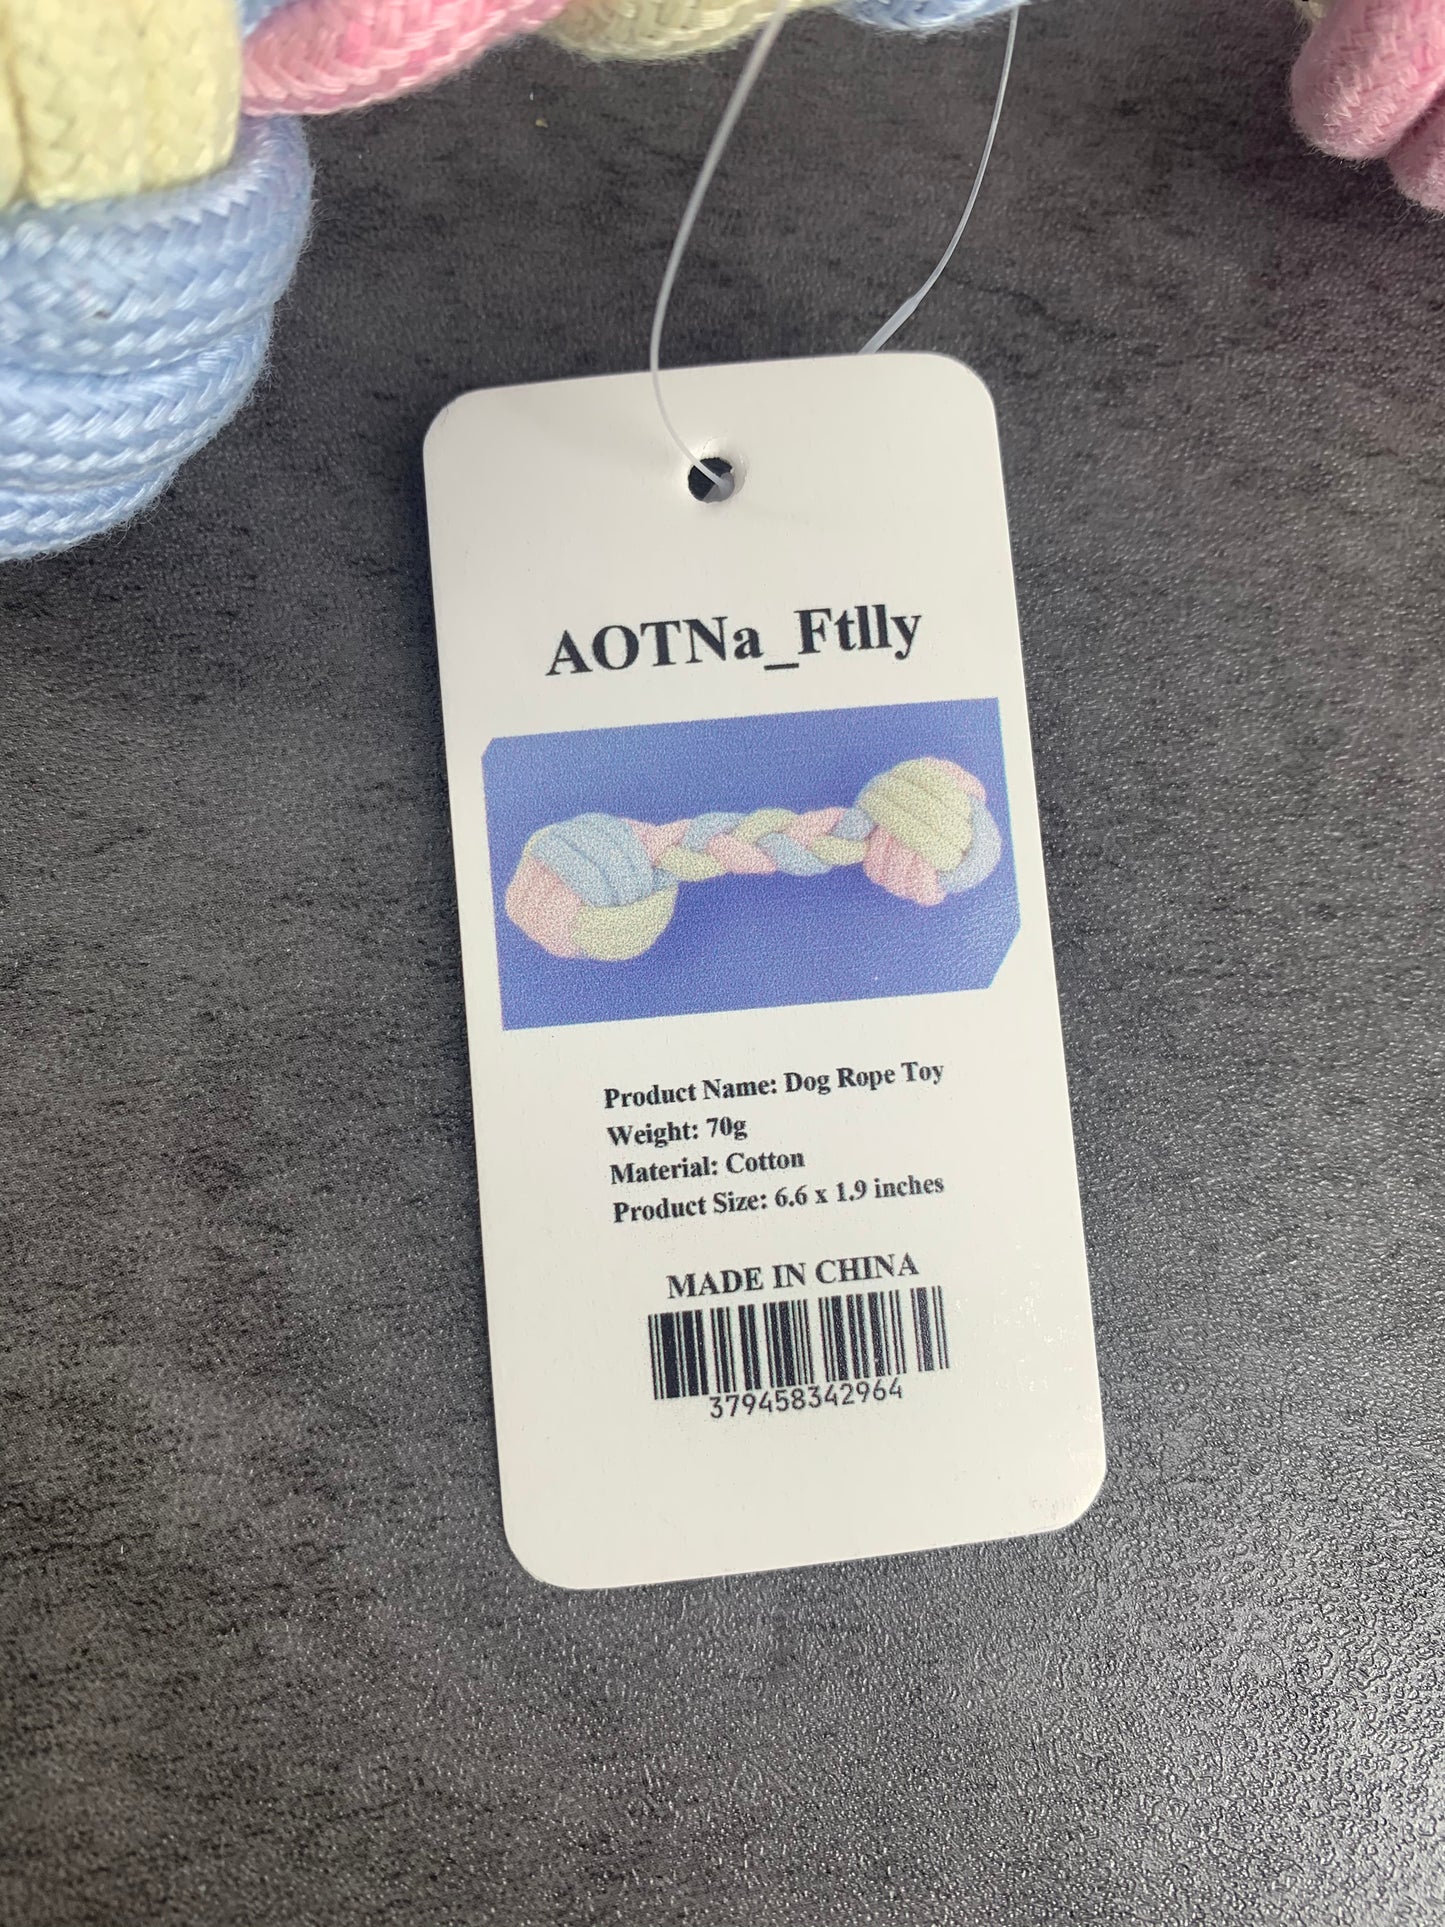 AOTNa_Ftlly
Product Name: Dog Rope Toy
Weight: 70g
Material: Cotton
Product Size: 6.6 x 1.9 inches
MADE IN CHINA
379458342964